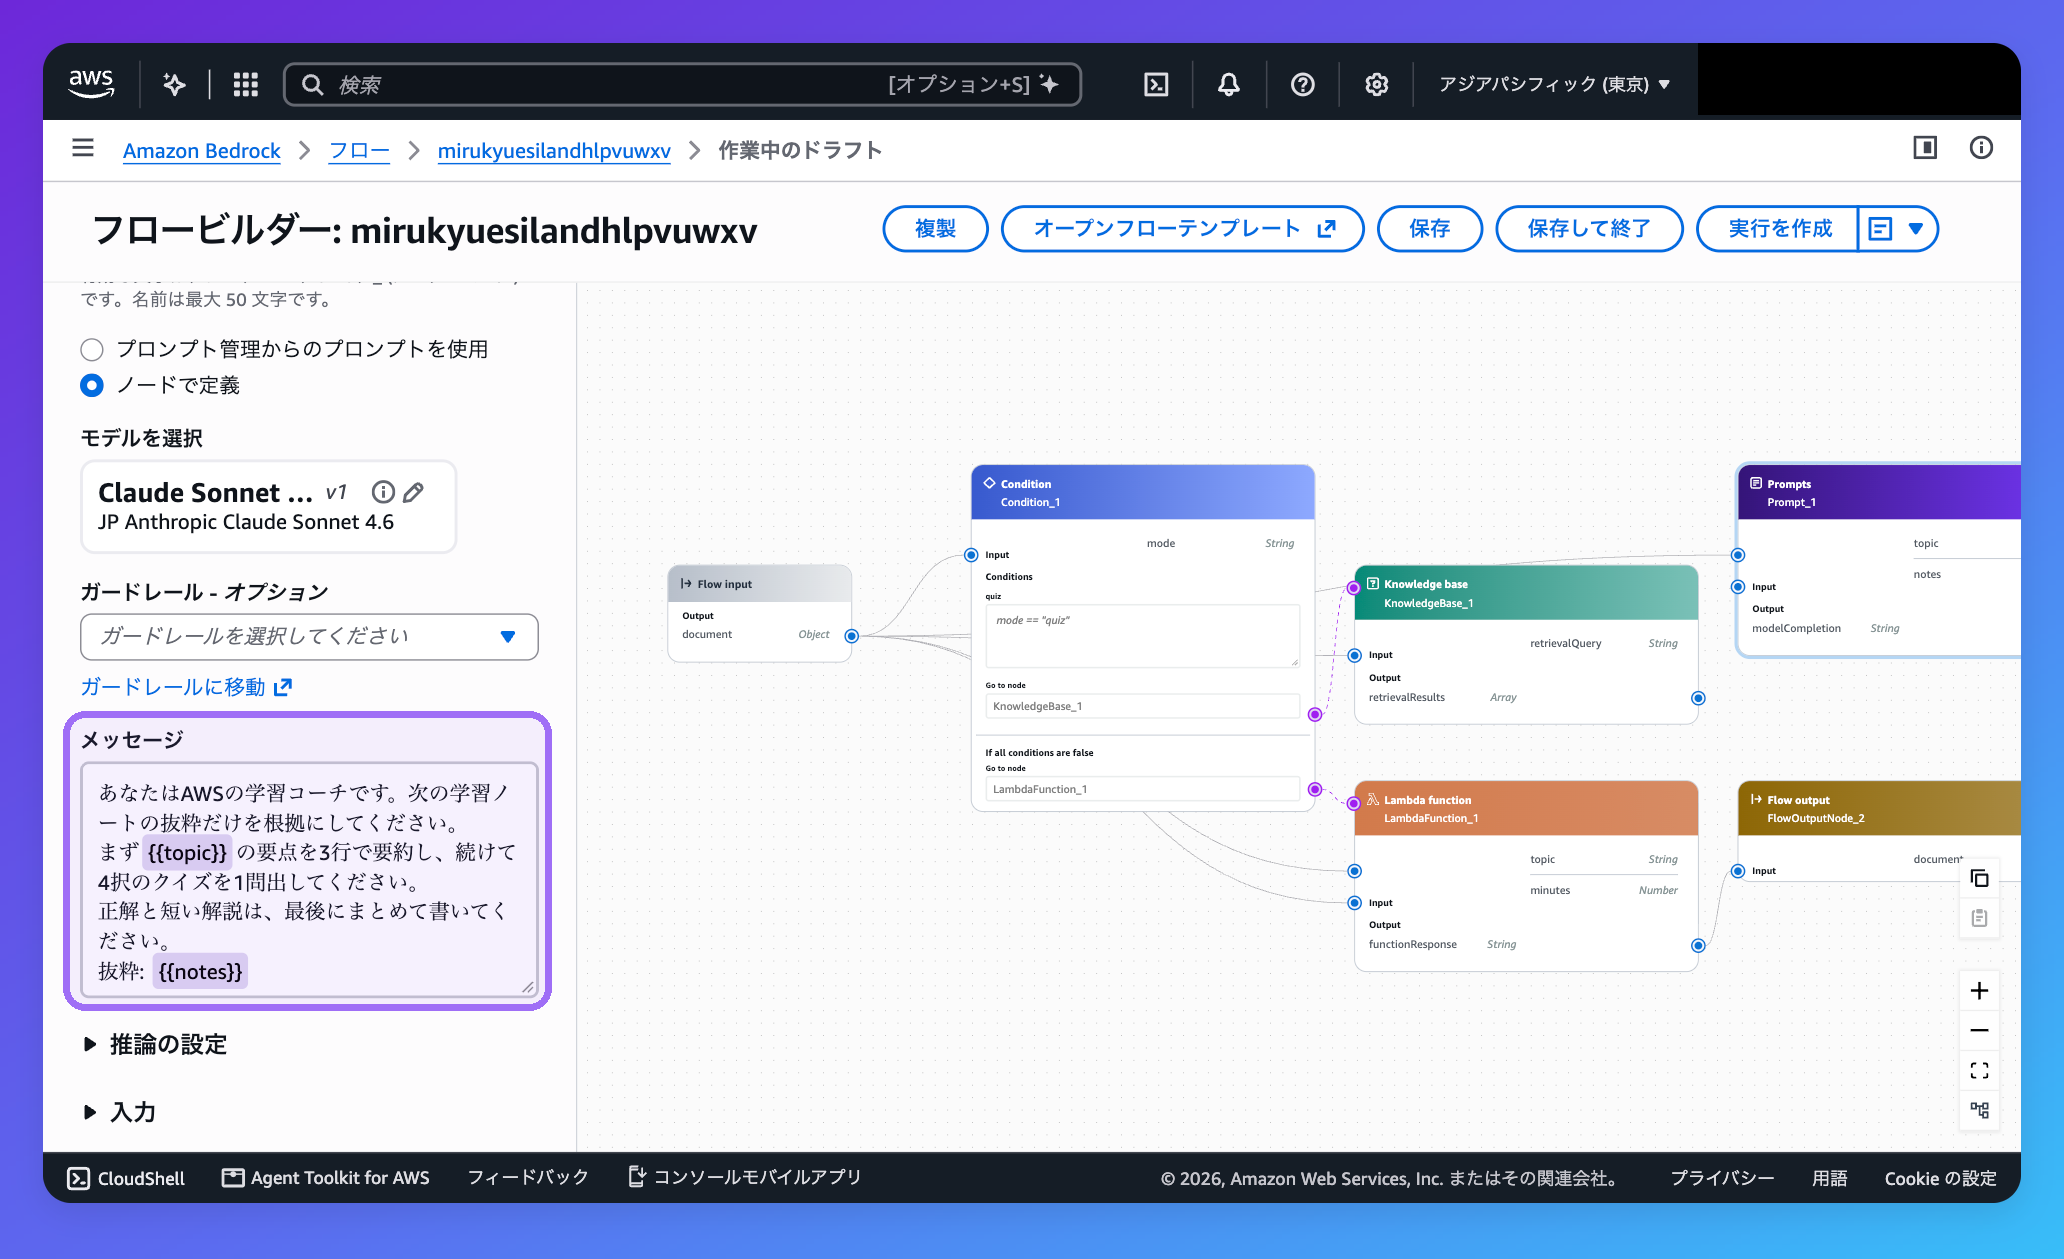 aws
検索
[オプション+S]
アジアパシフィック (東京)
Amazon Bedrock
フロー
mirukyuesilandhlpvuwxv
作業中のドラフト
フロービルダー: mirukyuesilandhlpvuwxv
複製
オープンフローテンプレート
保存
保存して終了
実行を作成
です。名前は最大 50 文字です。
プロンプト管理からのプロンプトを使用
ノードで定義
モデルを選択
Claude Sonnet ... v1
JP Anthropic Claude Sonnet 4.6
ガードレール - オプション
ガードレールを選択してください
ガードレールに移動
メッセージ
あなたはAWSの学習コーチです。次の学習ノ
ートの抜粋だけを根拠にしてください。
まず {{topic}} の要点を3行で要約し、続けて
4択のクイズを1問出してください。
正解と短い解説は、最後にまとめて書いてく
ださい。
抜粋: {{notes}}
推論の設定
入力
Flow input
Output
document Object
Condition
Condition_1
mode String
Input
Conditions
quiz
mode == "quiz"
Go to node
KnowledgeBase_1
If all conditions are false
Go to node
LambdaFunction_1
Knowledge base
KnowledgeBase_1
retrievalQuery String
Input
Output
retrievalResults Array
Lambda function
LambdaFunction_1
topic String
minutes Number
Input
Output
functionResponse String
Prompts
Prompt_1
topic
notes
Input
Output
modelCompletion String
Flow output
FlowOutputNode_2
document
Input
CloudShell
Agent Toolkit for AWS
フィードバック
コンソールモバイルアプリ
© 2026, Amazon Web Services, Inc. またはその関連会社。
プライバシー
用語
Cookie の設定